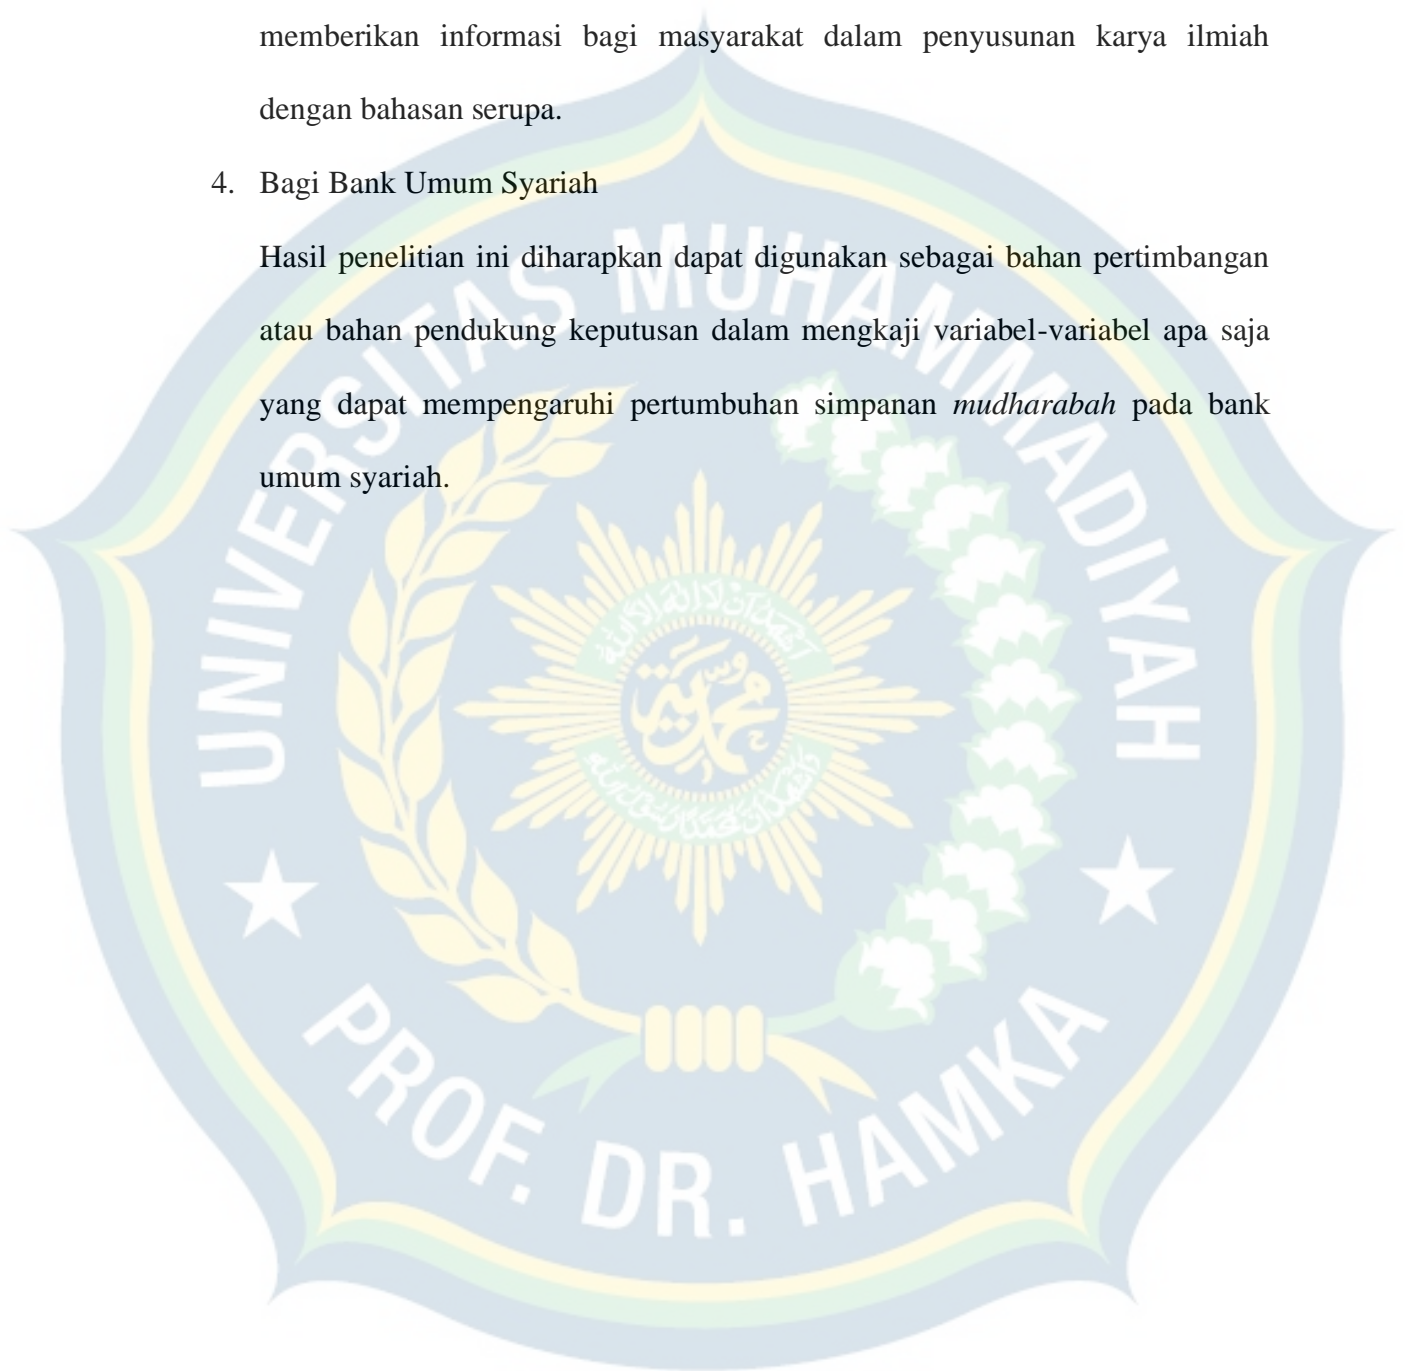 memberikan informasi bagi masyarakat dalam penyusunan karya ilmiah
dengan bahasan serupa.
4. Bagi Bank Umum Syariah
Hasil penelitian ini diharapkan dapat digunakan sebagai bahan pertimbangan
atau bahan pendukung keputusan dalam mengkaji variabel-variabel apa saja
yang dapat mempengaruhi pertumbuhan simpanan mudharabah pada bank
umum syariah.
UNIVERSITAS MUHAMMADIYAH
محمدية
PROF. DR. HAMKA